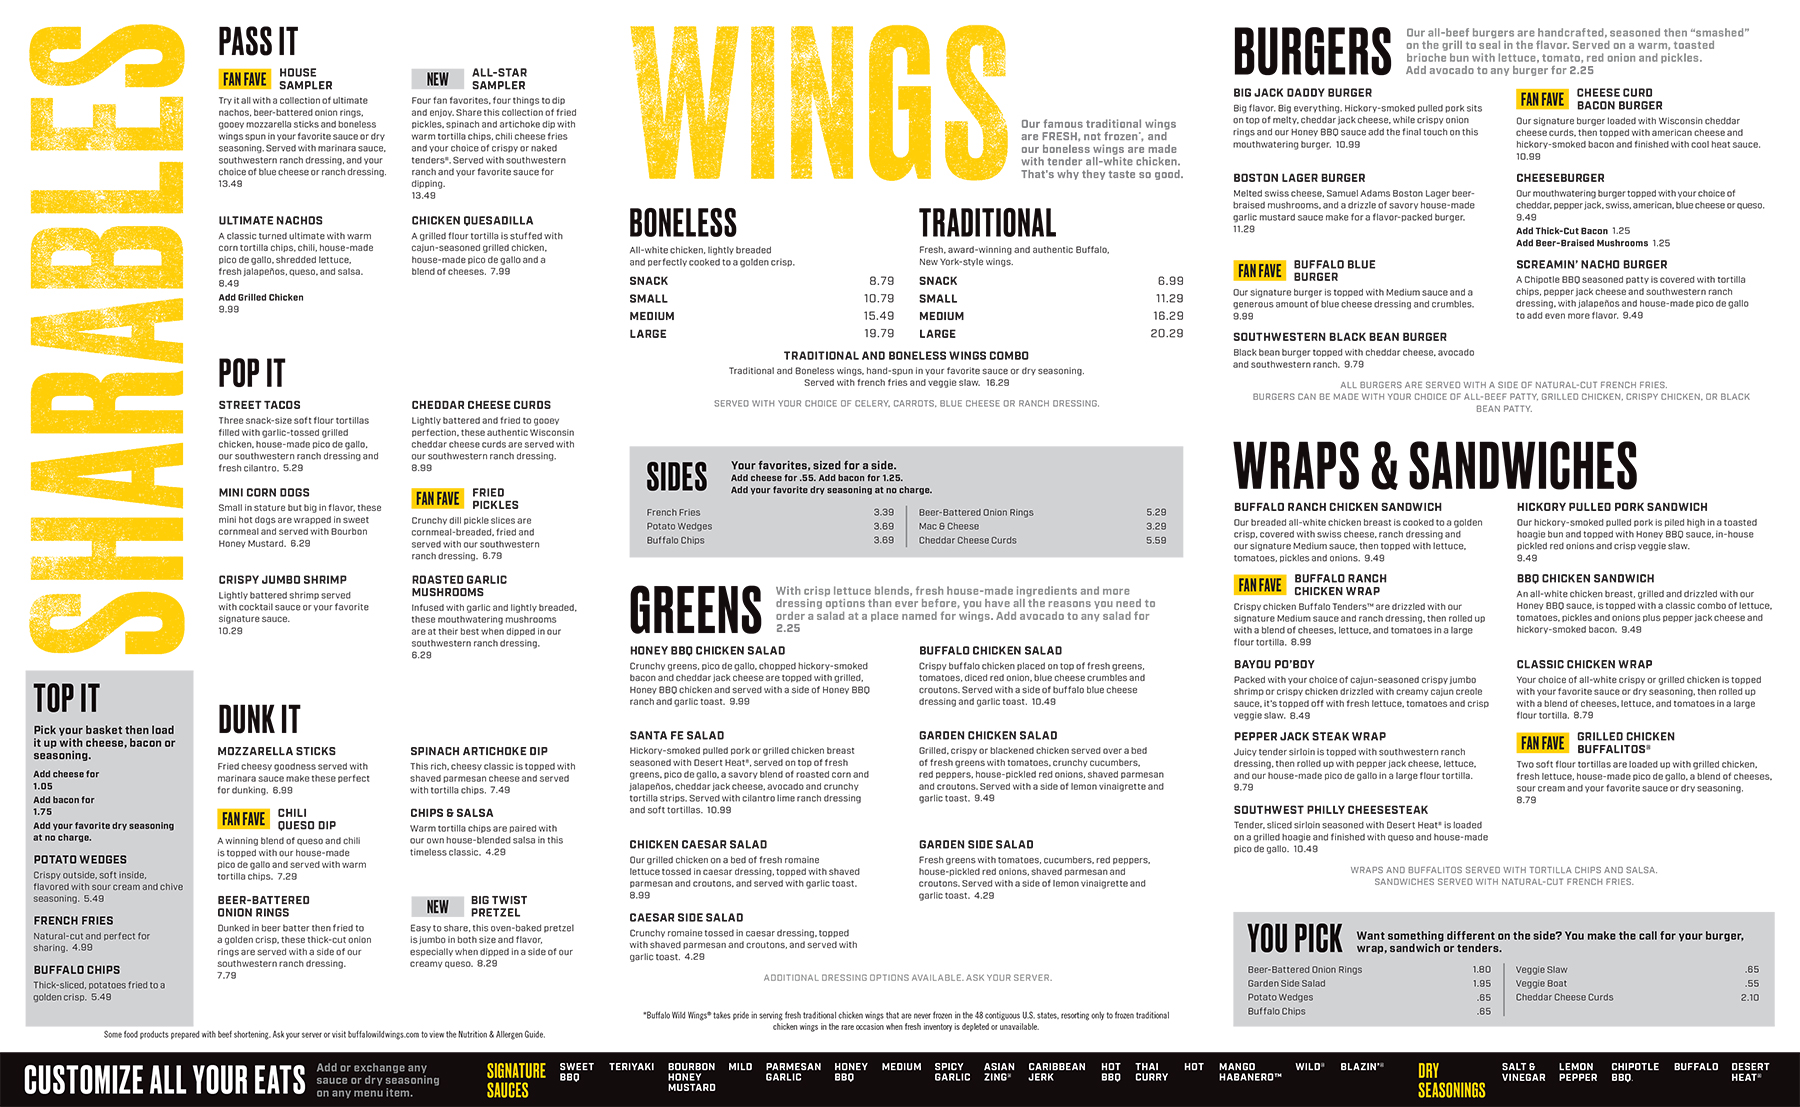 SHARABLES
PASS IT
FAN FAVE
HOUSE
SAMPLER
Try it all with a collection of ultimate
nachos, beer-battered onion rings,
gooey mozzarella sticks and boneless
wings spun in your favorite sauce or dry
seasoning. Served with marinara sauce,
southwestern ranch dressing, and your
choice of blue cheese or ranch dressing.
13.49
NEW
ALL-STAR
SAMPLER
Four fan favorites, four things to dip
and enjoy. Share this collection of fried
pickles, spinach and artichoke dip with
warm tortilla chips, chili cheese fries
and your choice of crispy or naked
tenders®. Served with southwestern
ranch and your favorite sauce for
dipping.
13.49
ULTIMATE NACHOS
A classic turned ultimate with warm
corn tortilla chips, chili, house-made
pico de gallo, shredded lettuce,
fresh jalapeños, queso, and salsa.
8.49
Add Grilled Chicken
9.99
CHICKEN QUESADILLA
A grilled flour tortilla is stuffed with
cajun-seasoned grilled chicken,
house-made pico de gallo and a
blend of cheeses. 7.99
POP IT
STREET TACOS
Three snack-size soft flour tortillas
filled with garlic-tossed grilled
chicken, house-made pico de gallo,
our southwestern ranch dressing and
fresh cilantro. 5.29
CHEDDAR CHEESE CURDS
Lightly battered and fried to gooey
perfection, these authentic Wisconsin
cheddar cheese curds are served with
our southwestern ranch dressing.
8.99
MINI CORN DOGS
Small in stature but big in flavor, these
mini hot dogs are wrapped in sweet
cornmeal and served with Bourbon
Honey Mustard. 6.29
FAN FAVE
FRIED
PICKLES
Crunchy dill pickle slices are
cornmeal-breaded, fried and
served with our southwestern
ranch dressing. 6.79
CRISPY JUMBO SHRIMP
Lightly battered shrimp served
with cocktail sauce or your favorite
signature sauce.
10.29
ROASTED GARLIC
MUSHROOMS
Infused with garlic and lightly breaded,
these mouthwatering mushrooms
are at their best when dipped in our
southwestern ranch dressing.
6.29
TOP IT
Pick your basket then load
it up with cheese, bacon or
seasoning.
Add cheese for
1.05
Add bacon for
1.75
Add your favorite dry seasoning
at no charge.
POTATO WEDGES
Crispy outside, soft inside,
flavored with sour cream and chive
seasoning. 5.49
FRENCH FRIES
Natural-cut and perfect for
sharing. 4.99
BUFFALO CHIPS
Thick-sliced, potatoes fried to a
golden crisp. 5.49
DUNK IT
MOZZARELLA STICKS
Fried cheesy goodness served with
marinara sauce make these perfect
for dunking. 6.99
SPINACH ARTICHOKE DIP
This rich, cheesy classic is topped with
shaved parmesan cheese and served
with tortilla chips. 7.49
FAN FAVE
CHILI
QUESO DIP
A winning blend of queso and chili
is topped with our house-made
pico de gallo and served with warm
tortilla chips. 7.29
CHIPS & SALSA
Warm tortilla chips are paired with
our own house-blended salsa in this
timeless classic. 4.29
BEER-BATTERED
ONION RINGS
Dunked in beer batter then fried to
a golden crisp, these thick-cut onion
rings are served with a side of our
southwestern ranch dressing.
7.79
NEW
BIG TWIST
PRETZEL
Easy to share, this oven-baked pretzel
is jumbo in both size and flavor,
especially when dipped in a side of our
creamy queso. 8.29
Some food products prepared with beef shortening. Ask your server or visit buffalowildwings.com to view the Nutrition & Allergen Guide.
WINGS
Our famous traditional wings
are FRESH, not frozen*, and
our boneless wings are made
with tender all-white chicken.
That's why they taste so good.
BONELESS
All-white chicken, lightly breaded
and perfectly cooked to a golden crisp.
SNACK 8.79
SMALL 10.79
MEDIUM 15.49
LARGE 19.79
TRADITIONAL
Fresh, award-winning and authentic Buffalo,
New York-style wings.
SNACK 6.99
SMALL 11.29
MEDIUM 16.29
LARGE 20.29
TRADITIONAL AND BONELESS WINGS COMBO
Traditional and Boneless wings, hand-spun in your favorite sauce or dry seasoning.
Served with french fries and veggie slaw. 16.29
SERVED WITH YOUR CHOICE OF CELERY, CARROTS, BLUE CHEESE OR RANCH DRESSING.
SIDES
Your favorites, sized for a side.
Add cheese for .55. Add bacon for 1.25.
Add your favorite dry seasoning at no charge.
French Fries 3.39
Potato Wedges 3.69
Buffalo Chips 3.69
Beer-Battered Onion Rings 5.29
Mac & Cheese 3.29
Cheddar Cheese Curds 5.59
GREENS
With crisp lettuce blends, fresh house-made ingredients and more
dressing options than ever before, you have all the reasons you need to
order a salad at a place named for wings. Add avocado to any salad for
2.25
HONEY BBQ CHICKEN SALAD
Crunchy greens, pico de gallo, chopped hickory-smoked
bacon and cheddar jack cheese are topped with grilled,
Honey BBQ chicken and served with a side of Honey BBQ
ranch and garlic toast. 9.99
BUFFALO CHICKEN SALAD
Crispy buffalo chicken placed on top of fresh greens,
tomatoes, diced red onion, blue cheese crumbles and
croutons. Served with a side of buffalo blue cheese
dressing and garlic toast. 10.49
SANTA FE SALAD
Hickory-smoked pulled pork or grilled chicken breast
seasoned with Desert Heat®, served on top of fresh
greens, pico de gallo, a savory blend of roasted corn and
jalapeños, cheddar jack cheese, avocado and crunchy
tortilla strips. Served with cilantro lime ranch dressing
and soft tortillas. 10.99
GARDEN CHICKEN SALAD
Grilled, crispy or blackened chicken served over a bed
of fresh greens with tomatoes, crunchy cucumbers,
red peppers, house-pickled red onions, shaved parmesan
and croutons. Served with a side of lemon vinaigrette and
garlic toast. 9.49
CHICKEN CAESAR SALAD
Our grilled chicken on a bed of fresh romaine
lettuce tossed in caesar dressing, topped with shaved
parmesan and croutons, and served with garlic toast.
8.99
GARDEN SIDE SALAD
Fresh greens with tomatoes, cucumbers, red peppers,
house-pickled red onions, shaved parmesan and
croutons. Served with a side of lemon vinaigrette and
garlic toast. 4.29
CAESAR SIDE SALAD
Crunchy romaine tossed in caesar dressing, topped
with shaved parmesan and croutons, and served with
garlic toast. 4.29
ADDITIONAL DRESSING OPTIONS AVAILABLE. ASK YOUR SERVER.
*Buffalo Wild Wings® takes pride in serving fresh traditional chicken wings that are never frozen in the 48 contiguous U.S. states, resorting only to frozen traditional
chicken wings in the rare occasion when fresh inventory is depleted or unavailable.
BURGERS
Our all-beef burgers are handcrafted, seasoned then “smashed”
on the grill to seal in the flavor. Served on a warm, toasted
brioche bun with lettuce, tomato, red onion and pickles.
Add avocado to any burger for 2.25
BIG JACK DADDY BURGER
Big flavor. Big everything. Hickory-smoked pulled pork sits
on top of melty, cheddar jack cheese, while crispy onion
rings and our Honey BBQ sauce add the final touch on this
mouthwatering burger. 10.99
FAN FAVE
CHEESE CURD
BACON BURGER
Our signature burger loaded with Wisconsin cheddar
cheese curds, then topped with american cheese and
hickory-smoked bacon and finished with cool heat sauce.
10.99
BOSTON LAGER BURGER
Melted swiss cheese, Samuel Adams Boston Lager beer-
braised mushrooms, and a drizzle of savory house-made
garlic mustard sauce make for a flavor-packed burger.
11.29
CHEESEBURGER
Our mouthwatering burger topped with your choice of
cheddar, pepper jack, swiss, american, blue cheese or queso.
9.49
Add Thick-Cut Bacon 1.25
Add Beer-Braised Mushrooms 1.25
FAN FAVE
BUFFALO BLUE
BURGER
Our signature burger is topped with Medium sauce and a
generous amount of blue cheese dressing and crumbles.
9.99
SCREAMIN’ NACHO BURGER
A Chipotle BBQ seasoned patty is covered with tortilla
chips, pepper jack cheese and southwestern ranch
dressing, with jalapeños and house-made pico de gallo
to add even more flavor. 9.49
SOUTHWESTERN BLACK BEAN BURGER
Black bean burger topped with cheddar cheese, avocado
and southwestern ranch. 9.79
ALL BURGERS ARE SERVED WITH A SIDE OF NATURAL-CUT FRENCH FRIES.
BURGERS CAN BE MADE WITH YOUR CHOICE OF ALL-BEEF PATTY, GRILLED CHICKEN, CRISPY CHICKEN, OR BLACK
BEAN PATTY.
WRAPS & SANDWICHES
BUFFALO RANCH CHICKEN SANDWICH
Our breaded all-white chicken breast is cooked to a golden
crisp, covered with swiss cheese, ranch dressing and
our signature Medium sauce, then topped with lettuce,
tomatoes, pickles and onions. 9.49
HICKORY PULLED PORK SANDWICH
Our hickory-smoked pulled pork is piled high in a toasted
hoagie bun and topped with Honey BBQ sauce, in-house
pickled red onions and crisp veggie slaw.
9.49
FAN FAVE
BUFFALO RANCH
CHICKEN WRAP
Crispy chicken Buffalo Tenders™ are drizzled with our
signature Medium sauce and ranch dressing, then rolled up
with a blend of cheeses, lettuce, and tomatoes in a large
flour tortilla. 8.99
BBQ CHICKEN SANDWICH
An all-white chicken breast, grilled and drizzled with our
Honey BBQ sauce, is topped with a classic combo of lettuce,
tomatoes, pickles and onions plus pepper jack cheese and
hickory-smoked bacon. 9.49
BAYOU PO’BOY
Packed with your choice of cajun-seasoned crispy jumbo
shrimp or crispy chicken drizzled with creamy cajun creole
sauce, it’s topped off with fresh lettuce, tomatoes and crisp
veggie slaw. 8.49
CLASSIC CHICKEN WRAP
Your choice of all-white crispy or grilled chicken is topped
with your favorite sauce or dry seasoning, then rolled up
with a blend of cheeses, lettuce, and tomatoes in a large
flour tortilla. 8.79
PEPPER JACK STEAK WRAP
Juicy tender sirloin is topped with southwestern ranch
dressing, then rolled up with pepper jack cheese, lettuce,
and our house-made pico de gallo in a large flour tortilla.
9.79
FAN FAVE
GRILLED CHICKEN
BUFFALITOS®
Two soft flour tortillas are loaded up with grilled chicken,
fresh lettuce, house-made pico de gallo, a blend of cheeses,
sour cream and your favorite sauce or dry seasoning.
8.79
SOUTHWEST PHILLY CHEESESTEAK
Tender, sliced sirloin seasoned with Desert Heat® is loaded
on a grilled hoagie and finished with queso and house-made
pico de gallo. 10.49
WRAPS AND BUFFALITOS SERVED WITH TORTILLA CHIPS AND SALSA.
SANDWICHES SERVED WITH NATURAL-CUT FRENCH FRIES.
YOU PICK
Want something different on the side? You make the call for your burger,
wrap, sandwich or tenders.
Beer-Battered Onion Rings 1.80
Garden Side Salad 1.95
Potato Wedges .65
Buffalo Chips .65
Veggie Slaw .65
Veggie Boat .55
Cheddar Cheese Curds 2.10
CUSTOMIZE ALL YOUR EATS
Add or exchange any
sauce or dry seasoning
on any menu item.
SIGNATURE
SAUCES
SWEET
BBQ
TERIYAKI
BOURBON
HONEY
MUSTARD
MILD
PARMESAN
GARLIC
HONEY
BBQ
MEDIUM
SPICY
GARLIC
ASIAN
ZING®
CARIBBEAN
JERK
HOT
BBQ
THAI
CURRY
HOT
MANGO
HABANERO™
WILD®
BLAZIN’®
DRY
SEASONINGS
SALT &
VINEGAR
LEMON
PEPPER
CHIPOTLE
BBQ
BUFFALO
DESERT
HEAT®